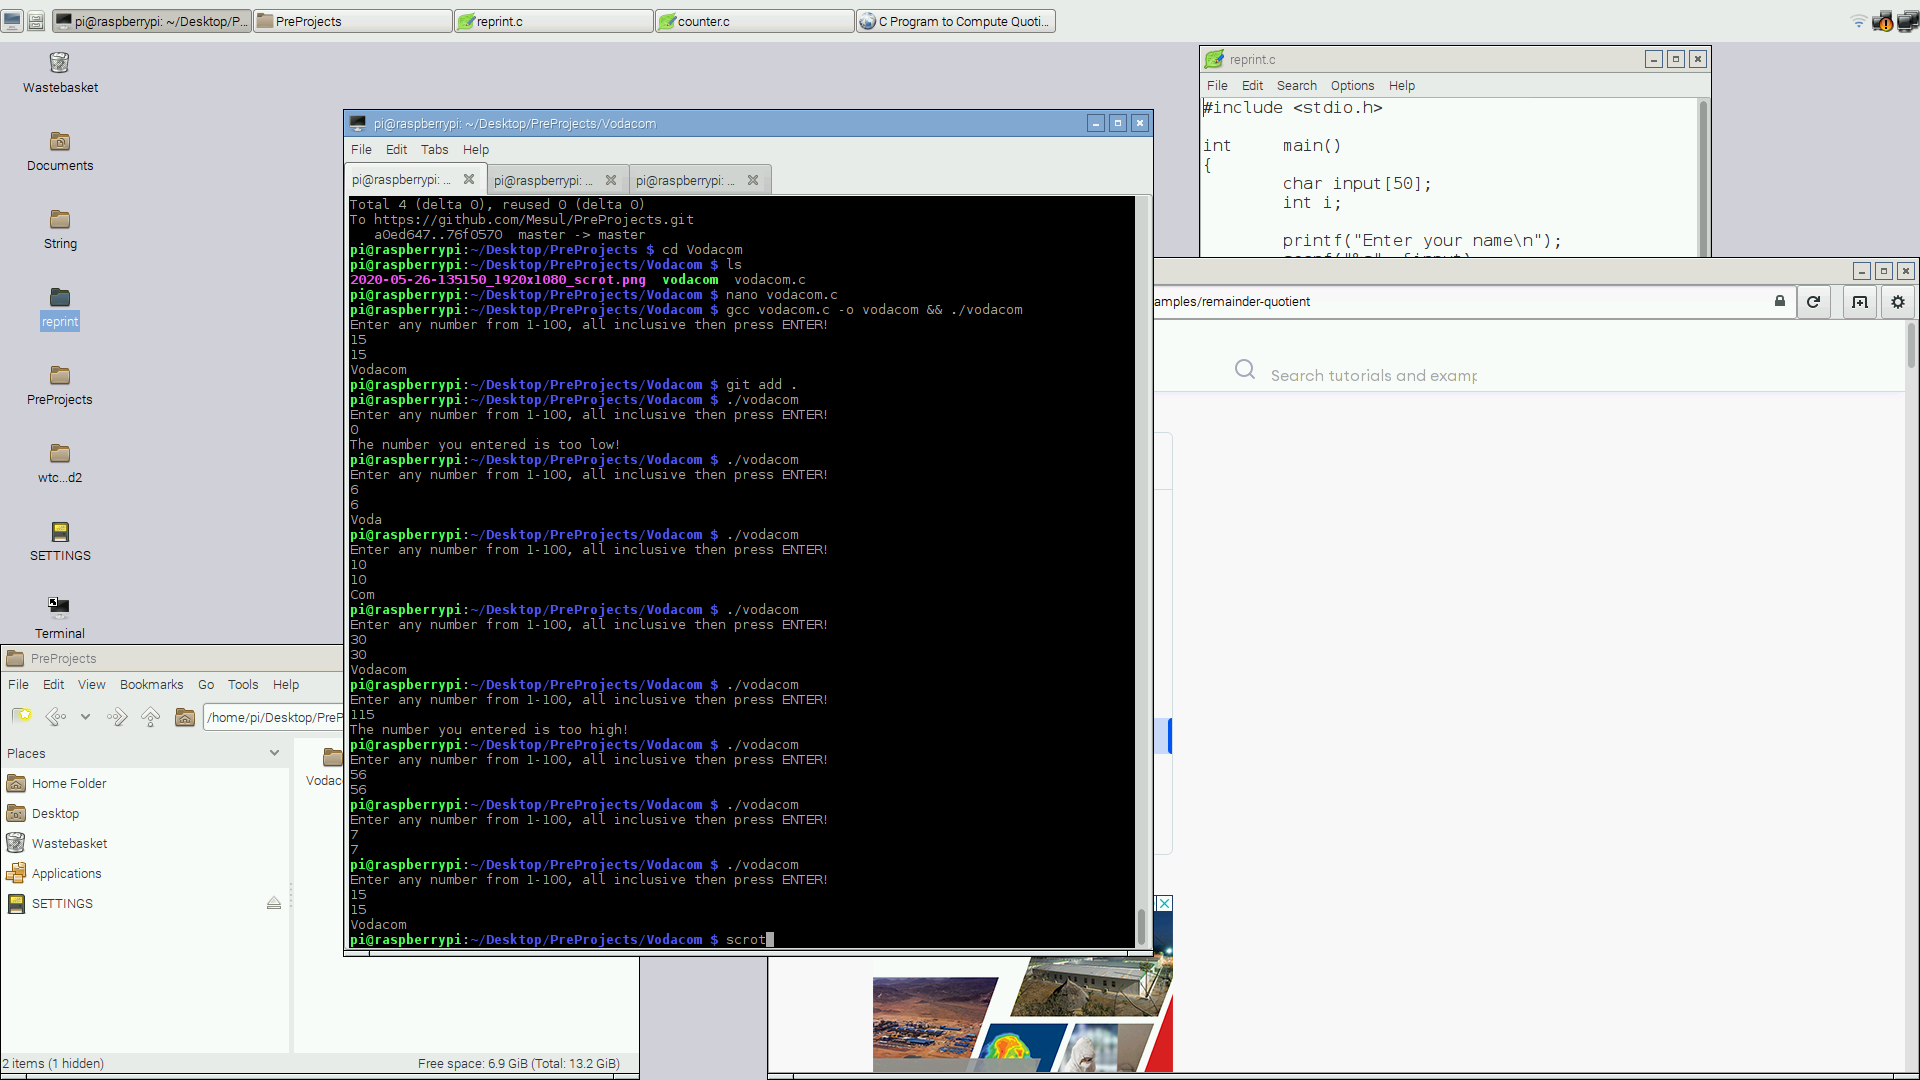 pi@raspberrypi: ~/Desktop/P...
PreProjects
reprint.c
counter.c
C Program to Compute Quoti...
Wastebasket
Documents
String
reprint
PreProjects
wtc...d2
SETTINGS
Terminal
reprint.c
File Edit Search Options Help
#include <stdio.h>
int main()
{
char input[50];
int i;
printf("Enter your name\n");
pi@raspberrypi: ~/Desktop/PreProjects/Vodacom
File Edit Tabs Help
pi@raspberrypi: ...
pi@raspberrypi: ...
pi@raspberrypi: ...
Total 4 (delta 0), reused 0 (delta 0)
To https://github.com/Mesul/PreProjects.git
a0ed647..76f0570 master -> master
pi@raspberrypi:~/Desktop/PreProjects $ cd Vodacom
pi@raspberrypi:~/Desktop/PreProjects/Vodacom $ ls
2020-05-26-135150_1920x1080_scrot.png vodacom vodacom.c
pi@raspberrypi:~/Desktop/PreProjects/Vodacom $ nano vodacom.c
pi@raspberrypi:~/Desktop/PreProjects/Vodacom $ gcc vodacom.c -o vodacom && ./vodacom
Enter any number from 1-100, all inclusive then press ENTER!
15
15
Vodacom
pi@raspberrypi:~/Desktop/PreProjects/Vodacom $ git add .
pi@raspberrypi:~/Desktop/PreProjects/Vodacom $ ./vodacom
Enter any number from 1-100, all inclusive then press ENTER!
0
The number you entered is too low!
pi@raspberrypi:~/Desktop/PreProjects/Vodacom $ ./vodacom
Enter any number from 1-100, all inclusive then press ENTER!
6
6
Voda
pi@raspberrypi:~/Desktop/PreProjects/Vodacom $ ./vodacom
Enter any number from 1-100, all inclusive then press ENTER!
10
10
Com
pi@raspberrypi:~/Desktop/PreProjects/Vodacom $ ./vodacom
Enter any number from 1-100, all inclusive then press ENTER!
30
30
Vodacom
pi@raspberrypi:~/Desktop/PreProjects/Vodacom $ ./vodacom
Enter any number from 1-100, all inclusive then press ENTER!
115
The number you entered is too high!
pi@raspberrypi:~/Desktop/PreProjects/Vodacom $ ./vodacom
Enter any number from 1-100, all inclusive then press ENTER!
56
56
pi@raspberrypi:~/Desktop/PreProjects/Vodacom $ ./vodacom
Enter any number from 1-100, all inclusive then press ENTER!
7
7
pi@raspberrypi:~/Desktop/PreProjects/Vodacom $ ./vodacom
Enter any number from 1-100, all inclusive then press ENTER!
15
15
Vodacom
pi@raspberrypi:~/Desktop/PreProjects/Vodacom $ scrot
amples/remainder-quotient
Search tutorials and examp
PreProjects
File Edit View Bookmarks Go Tools Help
/home/pi/Desktop/PreP
Places
Home Folder
Desktop
Wastebasket
Applications
SETTINGS
Vodac
2 items (1 hidden)
Free space: 6.9 GiB (Total: 13.2 GiB)